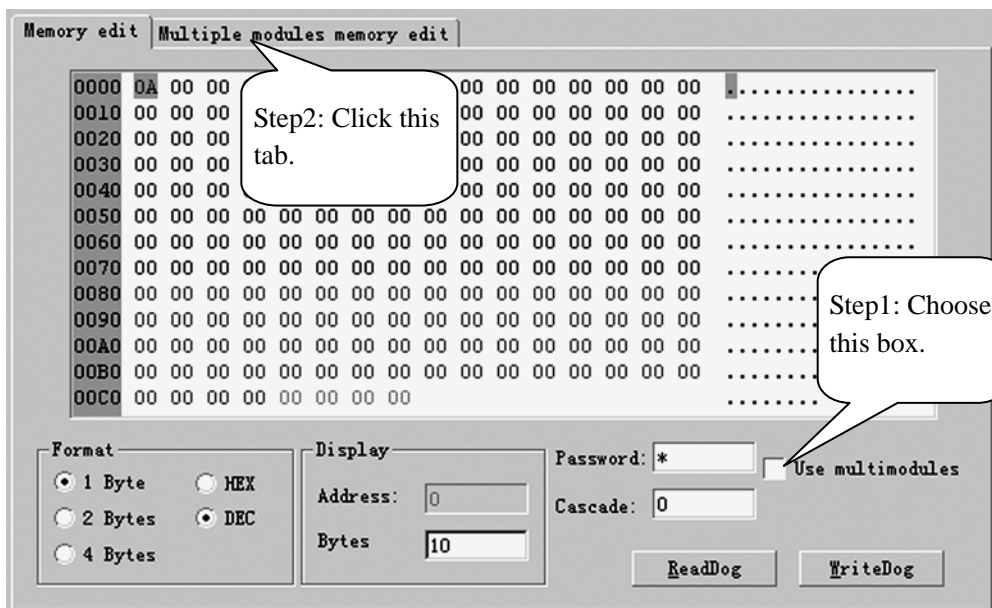 Memory edit Multiple modules memory edit
0000 0A 00 00 00 00 00 00 00 00 00 ................
0010 00 00 00 00 00 00 00 00 00 00 ................
0020 00 00 00 00 00 00 00 00 00 00 ................
0030 00 00 00 00 00 00 00 00 00 00 ................
0040 00 00 00 00 00 00 00 00 00 00 ................
Step2: Click this
tab.
0050 00 00 00 00 00 00 00 00 00 00 00 00 00 00 00 00 ................
0060 00 00 00 00 00 00 00 00 00 00 00 00 00 00 00 00 ................
0070 00 00 00 00 00 00 00 00 00 00 00 00 00 00 00 00 ........
0080 00 00 00 00 00 00 00 00 00 00 00 00 00 00 00 00 ........
0090 00 00 00 00 00 00 00 00 00 00 00 00 00 00 00 00 ........
00A0 00 00 00 00 00 00 00 00 00 00 00 00 00 00 00 00 ........
00B0 00 00 00 00 00 00 00 00 00 00 00 00 00 00 00 00 ........
00C0 00 00 00 00 00 00 00 00 ........
Step1: Choose
this box.
Format
1 Byte HEX
2 Bytes DEC
4 Bytes
Display
Address: 0
Bytes 10
Password: *
Use multimodules
Cascade: 0
ReadDog WriteDog